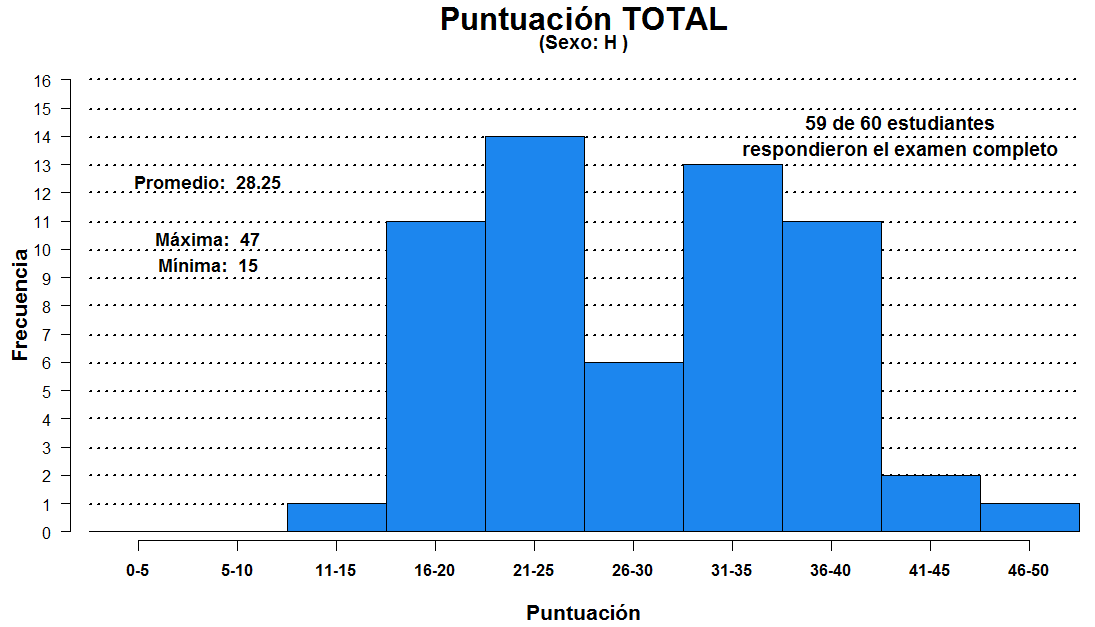 Puntuación TOTAL
(Sexo: H )
59 de 60 estudiantes
respondieron el examen completo
Promedio:  28.25
Máxima:  47
Mínima:  15
Frecuencia
16
15
14
13
12
11
10
9
8
7
6
5
4
3
2
1
0
0-5 5-10 11-15 16-20 21-25 26-30 31-35 36-40 41-45 46-50
Puntuación